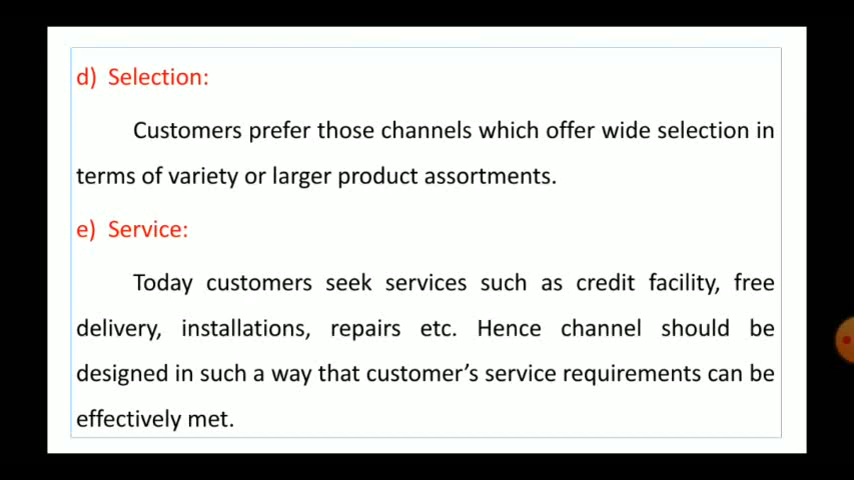 d) Selection:
Customers prefer those channels which offer wide selection in
terms of variety or larger product assortments.
e) Service:
Today customers seek services such as credit facility, free
delivery, installations, repairs etc. Hence channel should be
designed in such a way that customer’s service requirements can be
effectively met.